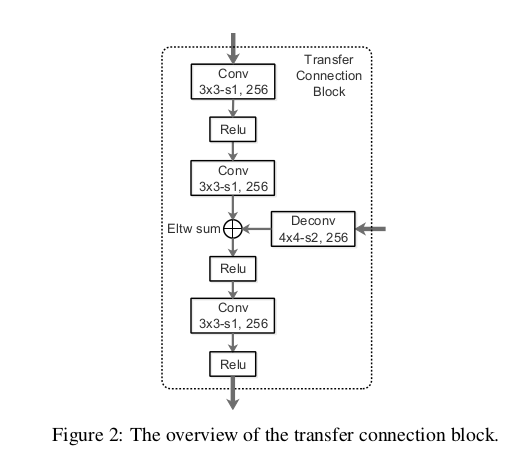 Transfer
Connection
Block
Conv
3x3-s1, 256
Relu
Conv
3x3-s1, 256
Eltw sum
Deconv
4x4-s2, 256
Relu
Conv
3x3-s1, 256
Relu
Figure 2: The overview of the transfer connection block.